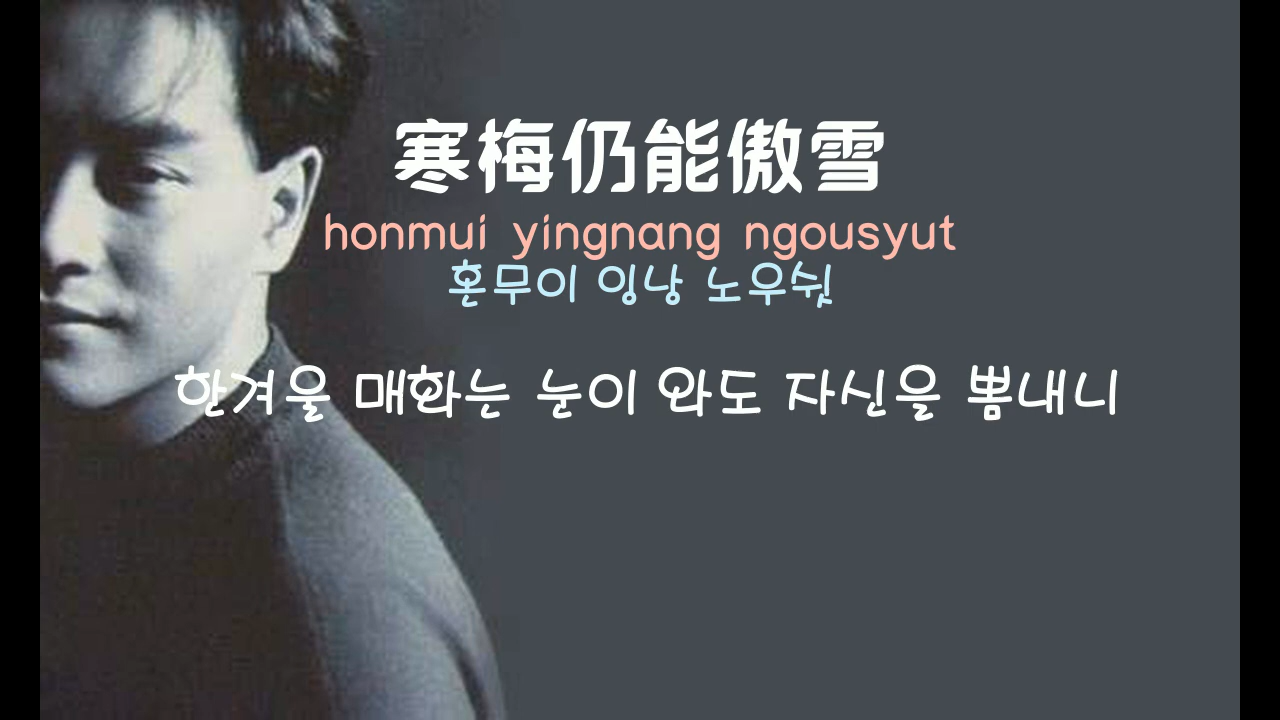 寒梅仍能傲雪
honmui yingnang ngousyut
혼무이 잉낭 노우쉿
한겨울 매화는 눈이 와도 자신을 뽐내니